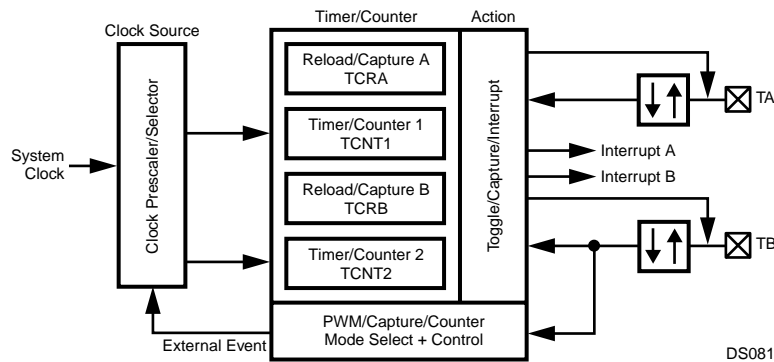 Timer/Counter
Action
Clock Source
Reload/Capture A
TCRA
Timer/Counter 1
TCNT1
Reload/Capture B
TCRB
Timer/Counter 2
TCNT2
Clock Prescaler/Selector
Toggle/Capture/Interrupt
System
Clock
TA
Interrupt A
Interrupt B
TB
PWM/Capture/Counter
Mode Select + Control
External Event
DS081